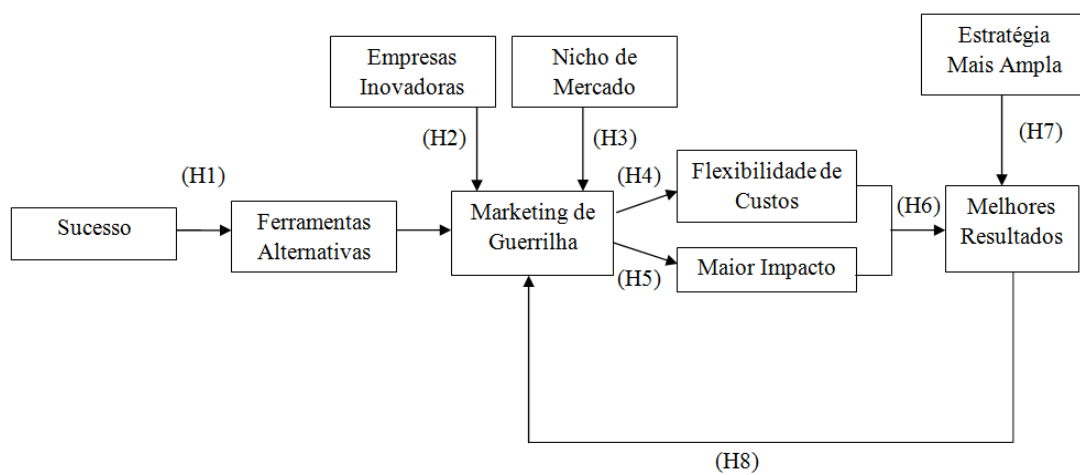 Empresas
Inovadoras
Nicho de
Mercado
Estratégia
Mais Ampla
(H2)
(H3)
(H7)
(H1)
(H4)
Flexibilidade de
Custos
(H6)
Sucesso
Ferramentas
Alternativas
Marketing de
Guerrilha
Melhores
Resultados
(H5)
Maior Impacto
(H8)